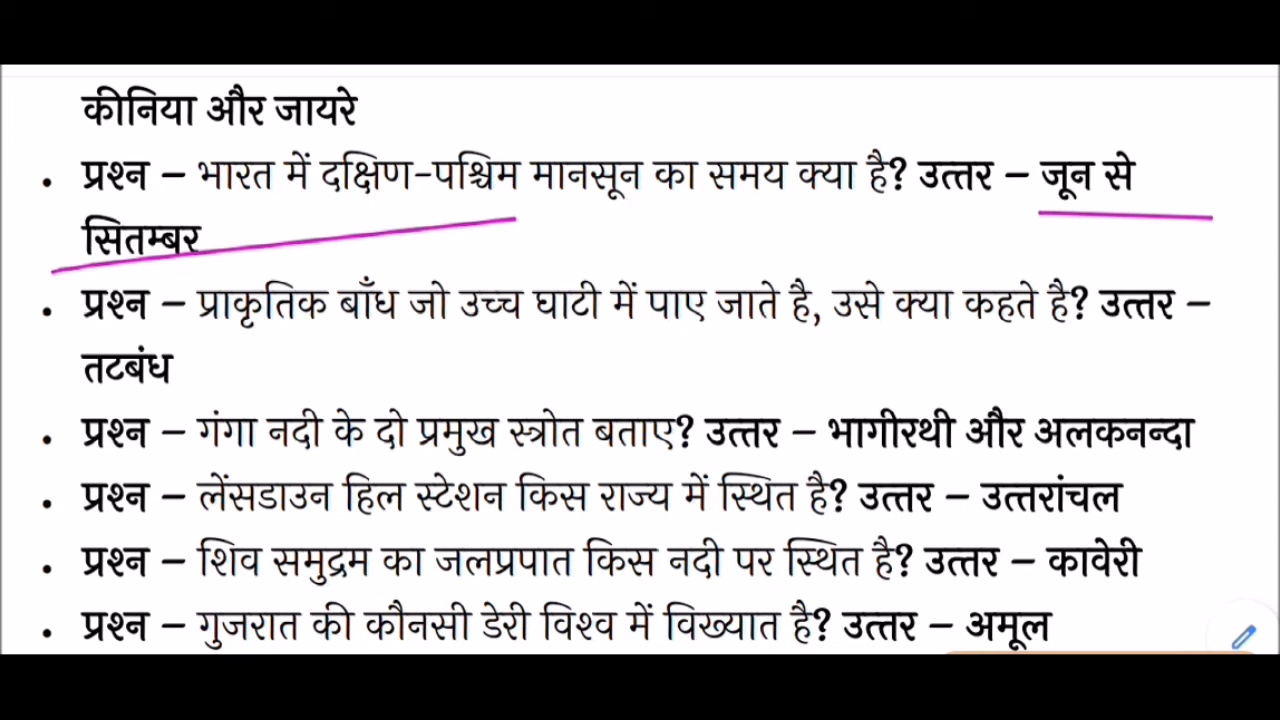 कीनिया और जायरे
• प्रश्न – भारत में दक्षिण-पश्चिम मानसून का समय क्या है? उत्तर – जून से
सितम्बर
• प्रश्न – प्राकृतिक बाँध जो उच्च घाटी में पाए जाते है, उसे क्या कहते है? उत्तर –
तटबंध
• प्रश्न – गंगा नदी के दो प्रमुख स्त्रोत बताए? उत्तर – भागीरथी और अलकनन्दा
• प्रश्न – लेंसडाउन हिल स्टेशन किस राज्य में स्थित है? उत्तर – उत्तरांचल
• प्रश्न – शिव समुद्रम का जलप्रपात किस नदी पर स्थित है? उत्तर – कावेरी
• प्रश्न – गुजरात की कौनसी डेरी विश्व में विख्यात है? उत्तर – अमूल